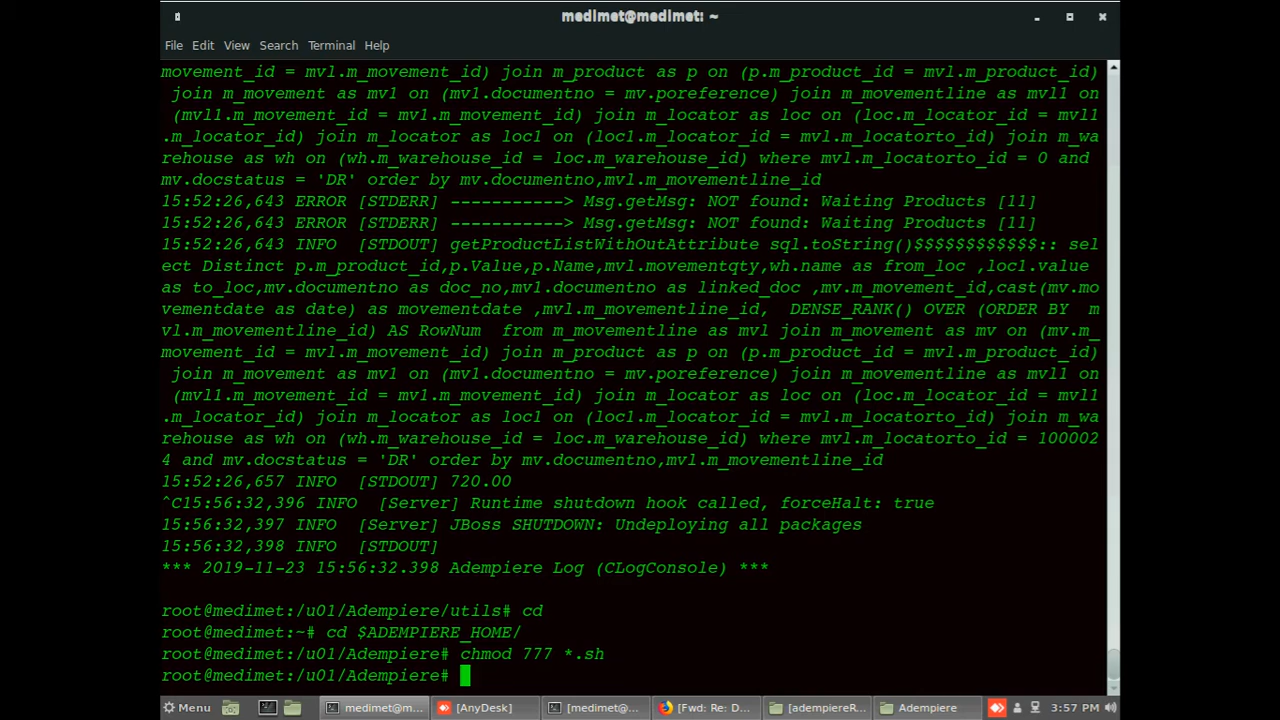 medimet@medimet: ~
File Edit View Search Terminal Help
movement_id = mvl.m_movement_id) join m_product as p on (p.m_product_id = mvl.m_product_id)
join m_movement as mv1 on (mv1.documentno = mv.poreference) join m_movementline as mvl1 on
(mvl1.m_movement_id = mv1.m_movement_id) join m_locator as loc on (loc.m_locator_id = mvl1
.m_locator_id) join m_locator as loc1 on (loc1.m_locator_id = mvl.m_locatorto_id) join m_wa
rehouse as wh on (wh.m_warehouse_id = loc.m_warehouse_id) where mvl.m_locatorto_id = 0 and
mv.docstatus = 'DR' order by mv.documentno,mvl.m_movementline_id
15:52:26,643 ERROR [STDERR] -----------> Msg.getMsg: NOT found: Waiting Products [11]
15:52:26,643 ERROR [STDERR] -----------> Msg.getMsg: NOT found: Waiting Products [11]
15:52:26,643 INFO  [STDOUT] getProductListWithOutAttribute sql.toString()$$$$$$$$$$$$:: sel
ect Distinct p.m_product_id,p.Value,p.Name,mvl.movementqty,wh.name as from_loc ,loc1.value
as to_loc,mv.documentno as doc_no,mv1.documentno as linked_doc ,mv.m_movement_id,cast(mv.mo
vementdate as date) as movementdate ,mvl.m_movementline_id,  DENSE_RANK() OVER (ORDER BY  m
vl.m_movementline_id) AS RowNum  from m_movementline as mvl join m_movement as mv on (mv.m_
movement_id = mvl.m_movement_id) join m_product as p on (p.m_product_id = mvl.m_product_id)
join m_movement as mv1 on (mv1.documentno = mv.poreference) join m_movementline as mvl1 on
(mvl1.m_movement_id = mv1.m_movement_id) join m_locator as loc on (loc.m_locator_id = mvl1
.m_locator_id) join m_locator as loc1 on (loc1.m_locator_id = mvl.m_locatorto_id) join m_wa
rehouse as wh on (wh.m_warehouse_id = loc.m_warehouse_id) where mvl.m_locatorto_id = 100002
4 and mv.docstatus = 'DR' order by mv.documentno,mvl.m_movementline_id
15:52:26,657 INFO  [STDOUT] 720.00
^C15:56:32,396 INFO  [Server] Runtime shutdown hook called, forceHalt: true
15:56:32,397 INFO  [Server] JBoss SHUTDOWN: Undeploying all packages
15:56:32,398 INFO  [STDOUT]
*** 2019-11-23 15:56:32.398 Adempiere Log (CLogConsole) ***
root@medimet:/u01/Adempiere/utils# cd
root@medimet:~# cd $ADEMPIERE_HOME/
root@medimet:/u01/Adempiere# chmod 777 *.sh
root@medimet:/u01/Adempiere#
Menu medimet@m... [AnyDesk] [medimet@... [Fwd: Re: D... [adempiereR... Adempiere 3:57 PM